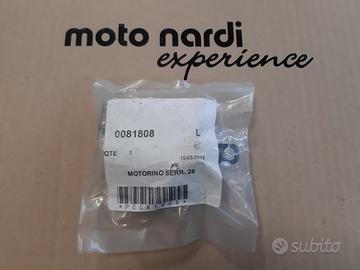 moto nardi
experience
0081808 L
QTE 1
10/03/2015
MOTORINO SERR. 28
subito